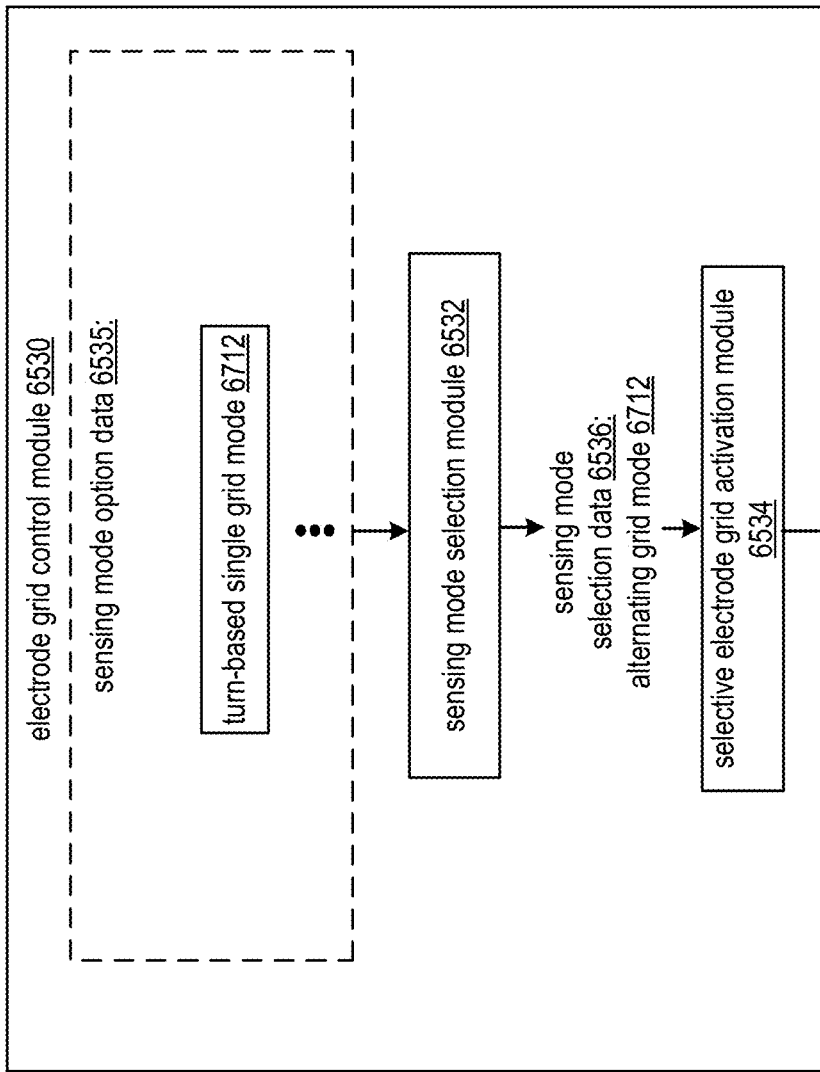 electrode grid control module 6530
sensing mode option data 6535:
turn-based single grid mode 6712
sensing mode selection module 6532
sensing mode
selection data 6536:
alternating grid mode 6712
selective electrode grid activation module
6534